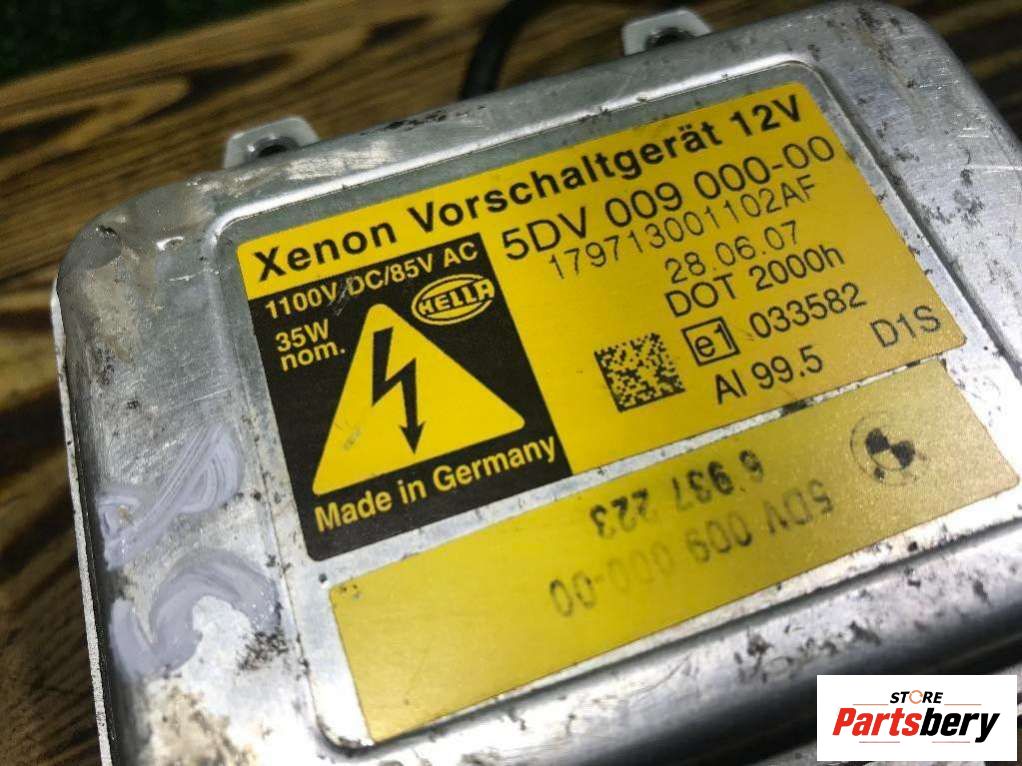 Xenon Vorschaltgerät 12V
1100V DC/85V AC
35W
nom.
HELLA
Made in Germany
5DV 009 000-00
179713001102AF
28.06.07
DOT 2000h
e1 033582
Al 99.5 D1S
5DV 009 000-00
6 937 223
STORE
Partsbery